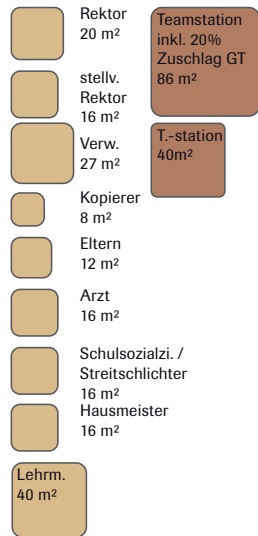 Rektor
20 m²
stellv.
Rektor
16 m²
Verw.
27 m²
Kopierer
8 m²
Eltern
12 m²
Arzt
16 m²
Schulsozialzi. /
Streitschlichter
16 m²
Hausmeister
16 m²
Lehrm.
40 m²
Teamstation
inkl. 20%
Zuschlag GT
86 m²
T.-station
40m²